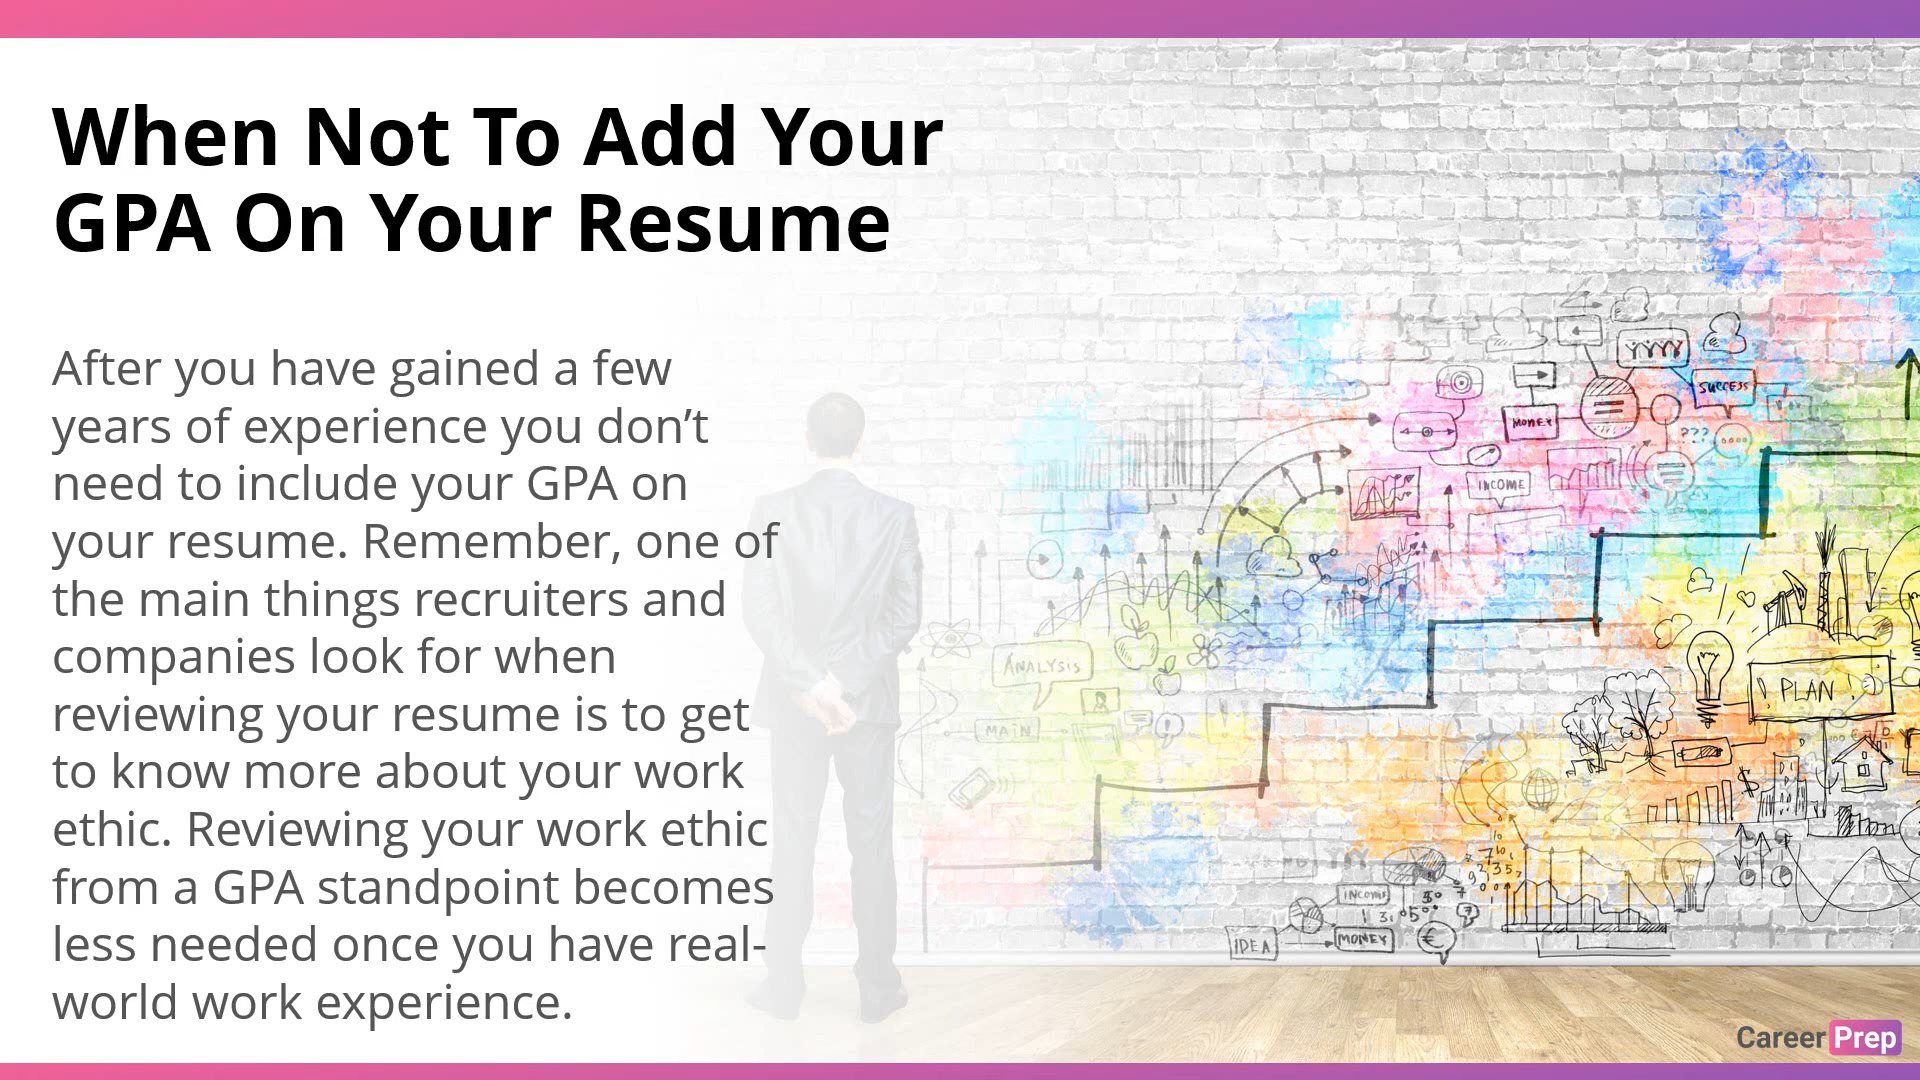 When Not To Add Your
GPA On Your Resume
After you have gained a few
years of experience you don’t
need to include your GPA on
your resume. Remember, one of
the main things recruiters and
companies look for when
reviewing your resume is to get
to know more about your work
ethic. Reviewing your work ethic
from a GPA standpoint becomes
less needed once you have real-
world work experience.
SUCCESS
MONEY
???
INCOME
ANALYSIS
! PLAN !
MAIN
INCOME
IDEA
MONEY
Career Prep